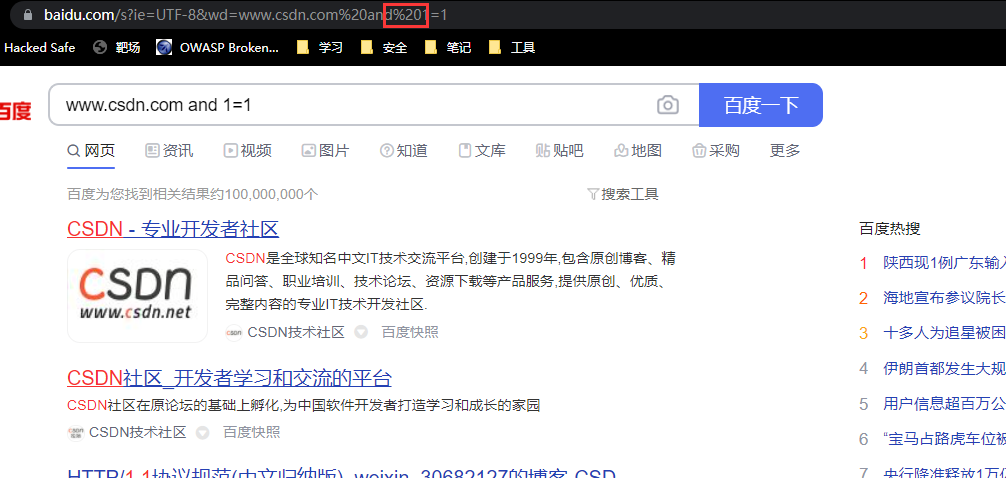 baidu.com/s?ie=UTF-8&wd=www.csdn.com%20and%201=1
Hacked Safe 靶场 OWASP Broken... 学习 安全 笔记 工具
百度 www.csdn.com and 1=1 百度一下
网页 资讯 视频 图片 知道 文库 贴吧 贴吧 地图 采购 更多
百度为您找到相关结果约100,000,000个 搜索工具
CSDN - 专业开发者社区
百度热搜
CSDN是全球知名中文IT技术交流平台,创建于1999年,包含原创博客、精
品问答、职业培训、技术论坛、资源下载等产品服务,提供原创、优质、
完整内容的专业IT技术开发社区.
CSDN
www.csdn.net
csdn CSDN技术社区 百度快照
1 陕西现1例广东输入
2 海地宣布参议院长
3 十多人为追星被困
4 伊朗首都发生大规
5 用户信息超百万公
6 “宝马占路虎车位被
7 央行降准释放1万亿
CSDN社区_开发者学习和交流的平台
CSDN社区在原论坛的基础上孵化,为中国软件开发者打造学习和成长的家园
CSDN技术社区 百度快照
HTTP/1.1协议规范(中文归纳版)_weixin_30682127的博客-CSD